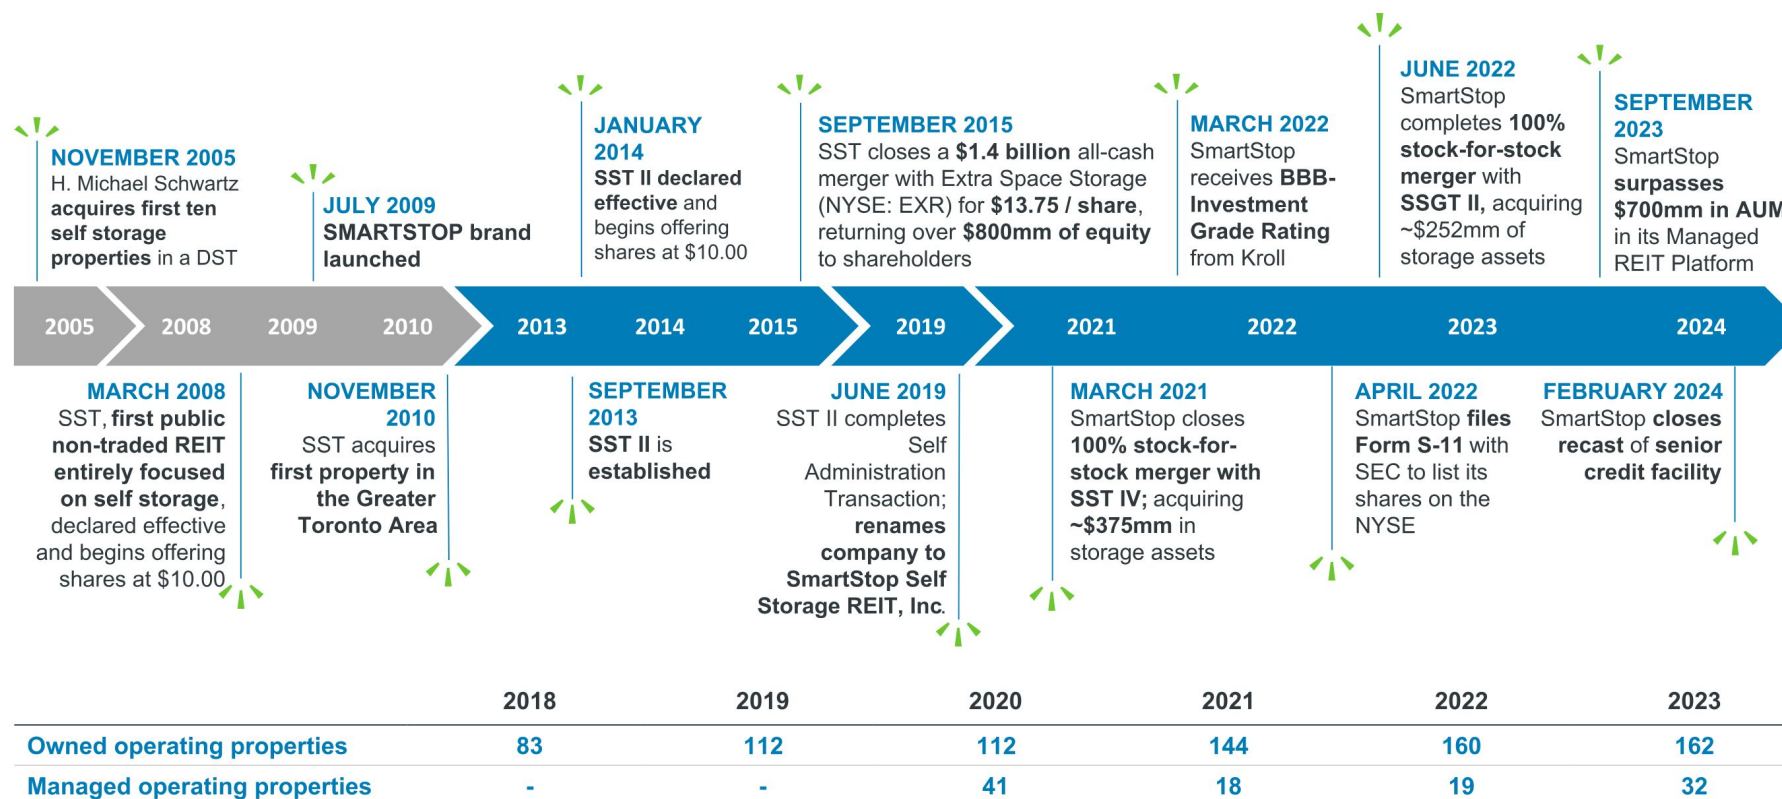 NOVEMBER 2005
H. Michael Schwartz
acquires first ten
self storage
properties in a DST
JULY 2009
SMARTSTOP brand
launched
JANUARY
2014
SST II declared
effective and
begins offering
shares at $10.00
SEPTEMBER 2015
SST closes a $1.4 billion all-cash
merger with Extra Space Storage
(NYSE: EXR) for $13.75 / share,
returning over $800mm of equity
to shareholders
MARCH 2022
SmartStop
receives BBB-
Investment
Grade Rating
from Kroll
JUNE 2022
SmartStop
completes 100%
stock-for-stock
merger with
SSGT II, acquiring
~$252mm of
storage assets
SEPTEMBER
2023
SmartStop
surpasses
$700mm in AUM
in its Managed
REIT Platform
2005 2008 2009 2010 2013 2014 2015 2019 2021 2022 2023 2024
MARCH 2008
SST, first public
non-traded REIT
entirely focused
on self storage,
declared effective
and begins offering
shares at $10.00
NOVEMBER
2010
SST acquires
first property in
the Greater
Toronto Area
SEPTEMBER
2013
SST II is
established
JUNE 2019
SST II completes
Self
Administration
Transaction;
renames
company to
SmartStop Self
Storage REIT, Inc.
MARCH 2021
SmartStop closes
100% stock-for-
stock merger with
SST IV; acquiring
~$375mm in
storage assets
APRIL 2022
SmartStop files
Form S-11 with
SEC to list its
shares on the
NYSE
FEBRUARY 2024
SmartStop closes
recast of senior
credit facility
2018 2019 2020 2021 2022 2023
Owned operating properties 83 112 112 144 160 162
Managed operating properties - - 41 18 19 32